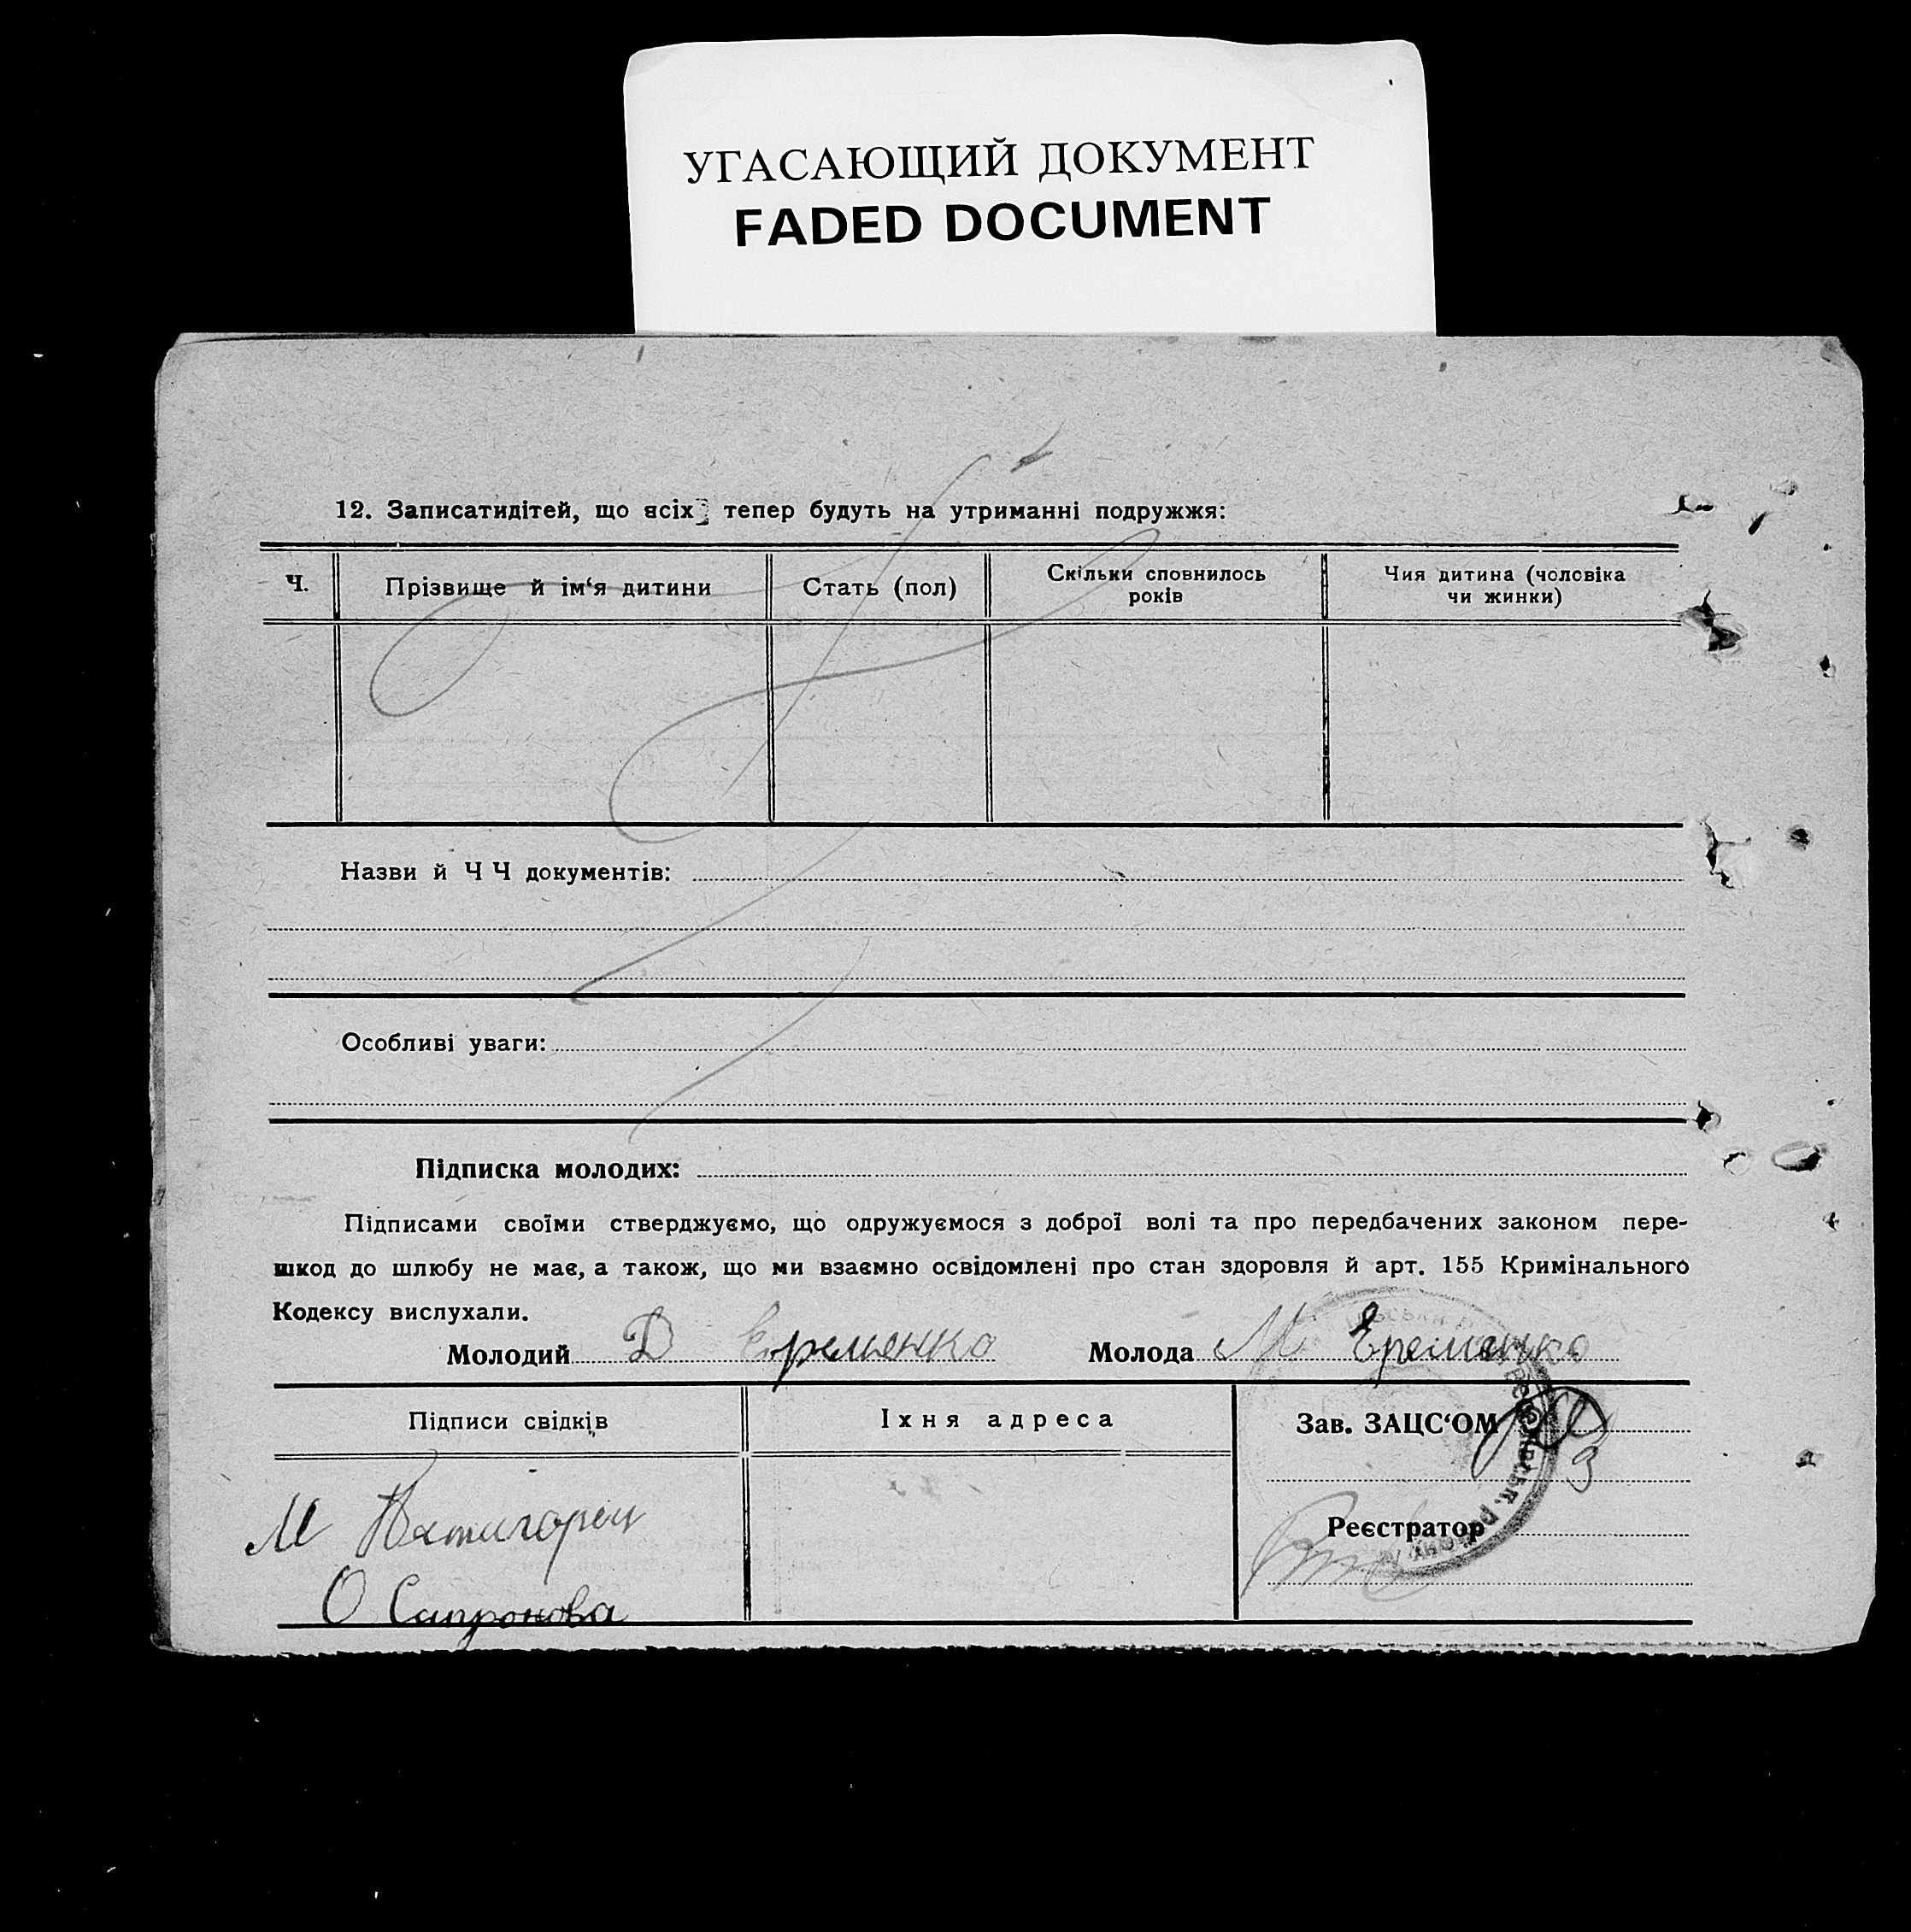 УГАСАЮЩИЙ ДОКУМЕНТ
FADED DOCUMENT
12. Записатидітей, що всіх тепер будуть на утриманні подружжя:
Ч.
Прізвище й ім‘я дитини
Стать (пол)
Скільки сповнилось
років
Чия дитина (чоловіка
чи жинки)
Назви й Ч Ч документів:
Особливі уваги:
Підписка молодих:
Підписами своїми стверджуємо, що одружуємося з доброї волі та про передбачених законом пере-
шкод до шлюбу не має, а також, що ми взаємно освідомлені про стан здоровля й арт. 155 Кримінального
Кодексу вислухали.
Молодий Д Еременко Молода М Еременко
Підписи свідків
Їхня адреса
Зав. ЗАЦС‘ОМ
М Пятигорец
Реєстратор
О Сапронова